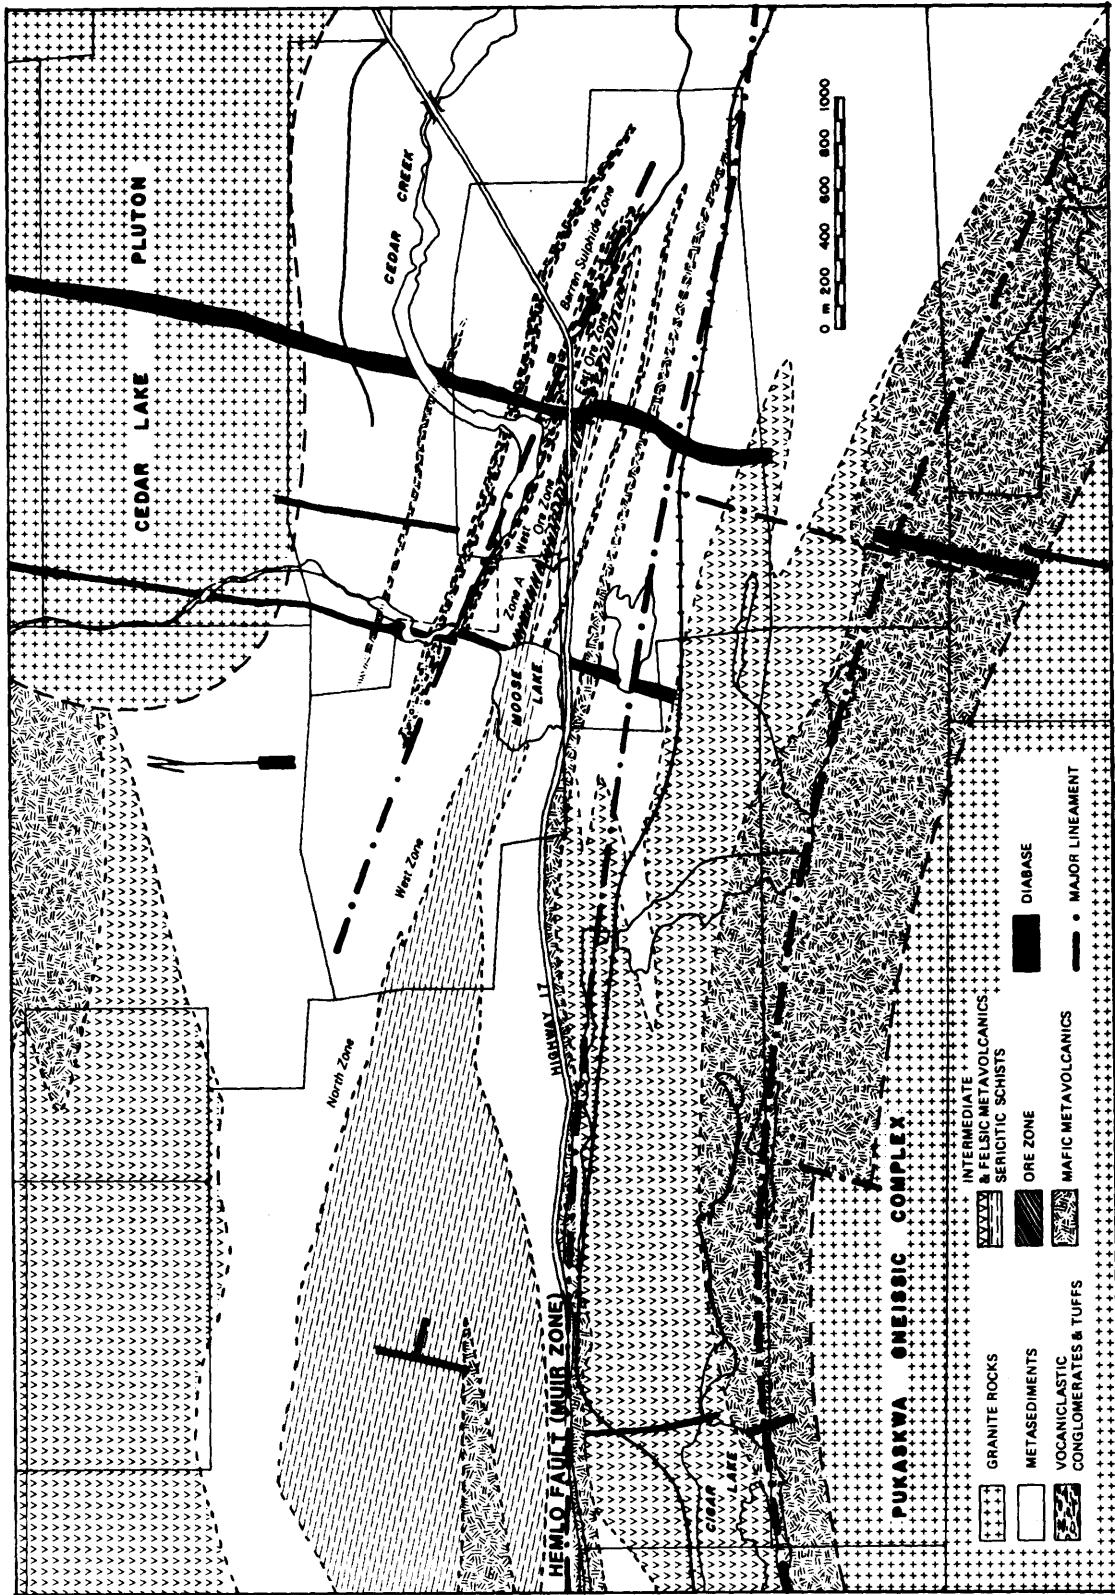 CEDAR LAKE PLUTON
CEDAR CREEK
Barren Sulphide Zone
Ore Zone
West
Ore Zone
Zone A
MOOSE
LAKE
West Zone
North Zone
HIGHWAY 17
HEMLO FAULT (MUIR ZONE)
CIGAR
LAKE
0 m 200 400 600 800 1000
PUKASKWA GNEISSIC COMPLEX
GRANITE ROCKS
METASEDIMENTS
VOCANICLASTIC
CONGLOMERATES & TUFFS
INTERMEDIATE
& FELSIC METAVOLCANICS
SERICITIC SCHISTS
ORE ZONE
MAFIC METAVOLCANICS
DIABASE
MAJOR LINEAMENT